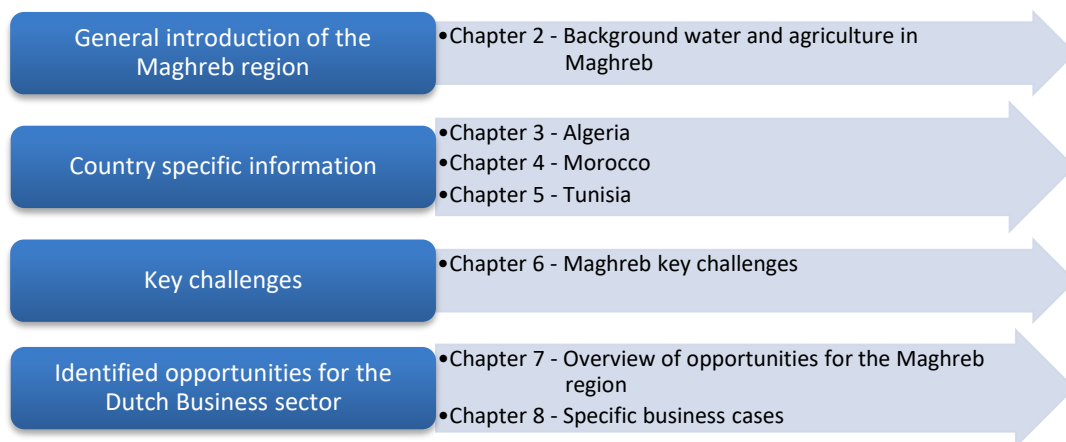 General introduction of the
Maghreb region
•Chapter 2 - Background water and agriculture in
Maghreb
Country specific information
•Chapter 3 - Algeria
•Chapter 4 - Morocco
•Chapter 5 - Tunisia
Key challenges
•Chapter 6 - Maghreb key challenges
Identified opportunities for the
Dutch Business sector
•Chapter 7 - Overview of opportunities for the Maghreb
region
•Chapter 8 - Specific business cases